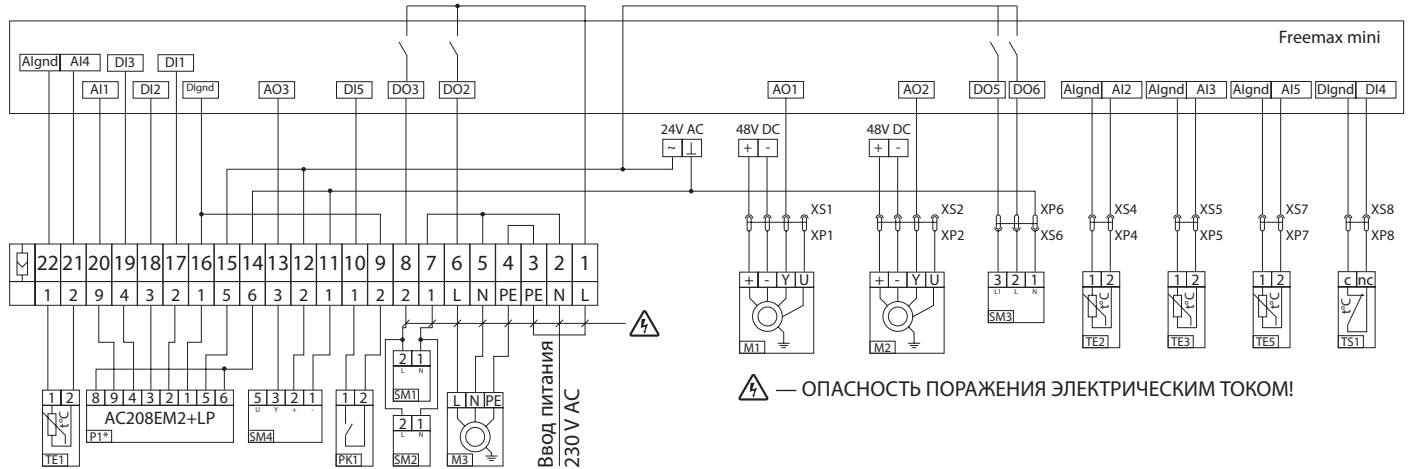 Freemax mini
AIgnd AI4 DI3 DI1
AI1 DI2 DIgnd AO3 DI5 DO3 DO2 AO1 AO2 DO5 DO6 AIgnd AI2 AIgnd AI3 AIgnd AI5 DIgnd DI4
24V AC 48V DC 48V DC
~ ⊥ + - + -
XS1 XS2 XP6 XS4 XS5 XS7 XS8
XP1 XP2 XS6 XP4 XP5 XP7 XP8
22 21 20 19 18 17 16 15 14 13 12 11 10 9 8 7 6 5 4 3 2 1
1 2 9 4 3 2 1 5 6 3 2 1 1 2 2 1 L N PE PE N L
+ - Y U
M1
+ - Y U
M2
3 2 1
L1 L N
SM3
1 2
t°C
TE2
1 2
t°C
TE3
1 2
t°C
TE5
c nc
t°C
TS1
1 2
t°C
TE1
8 9 4 3 2 1 5 6
AC208EM2+LP
P1*
5 3 2 1
U Y + -
SM4
1 2
PK1
2 1
L N
SM1
2 1
L N
SM2
L N PE
M3
Ввод питания
230 V AC
— ОПАСНОСТЬ ПОРАЖЕНИЯ ЭЛЕКТРИЧЕСКИМ ТОКОМ!